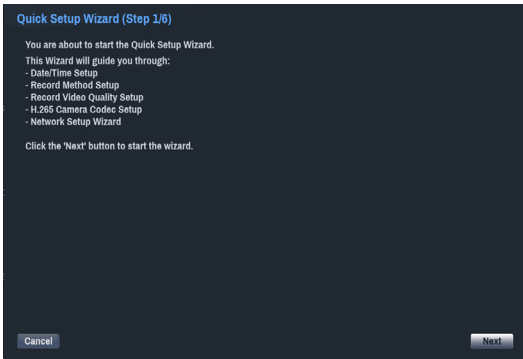 Quick Setup Wizard (Step 1/6)
You are about to start the Quick Setup Wizard.
This Wizard will guide you through:
- Date/Time Setup
- Record Method Setup
- Record Video Quality Setup
- H.265 Camera Codec Setup
- Network Setup Wizard
Click the 'Next' button to start the wizard.
Cancel
Next